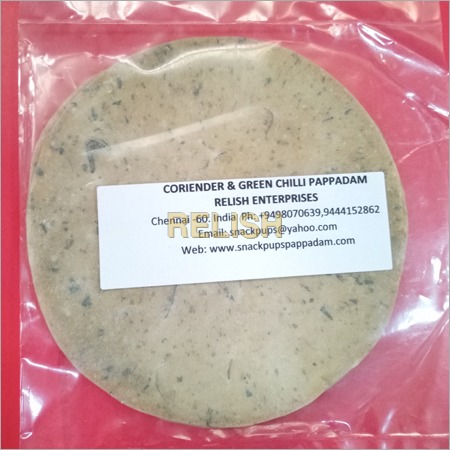 CORIENDER & GREEN CHILLI PAPPADAM
RELISH ENTERPRISES
Chennai -60. India Ph: +9498070639,9444152862
RELISH
Email: snackpups@yahoo.com
Web: www.snackpupspappadam.com